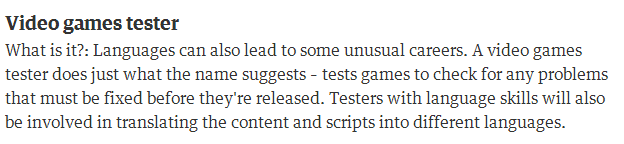 Video games tester
What is it?: Languages can also lead to some unusual careers. A video games
tester does just what the name suggests - tests games to check for any problems
that must be fixed before they're released. Testers with language skills will also
be involved in translating the content and scripts into different languages.